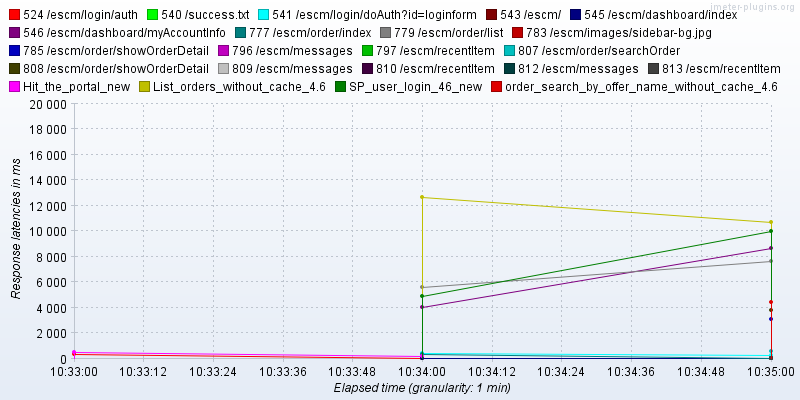 jmeter-plugins.org
524 /escm/login/auth 540 /success.txt 541 /escm/login/doAuth?id=loginform 543 /escm/ 545 /escm/dashboard/index
546 /escm/dashboard/myAccountInfo 777 /escm/order/index 779 /escm/order/list 783 /escm/images/sidebar-bg.jpg
785 /escm/order/showOrderDetail 796 /escm/messages 797 /escm/recentItem 807 /escm/order/searchOrder
808 /escm/order/showOrderDetail 809 /escm/messages 810 /escm/recentItem 812 /escm/messages 813 /escm/recentItem
Hit_the_portal_new List_orders_without_cache_4.6 SP_user_login_46_new order_search_by_offer_name_without_cache_4.6
20 000
18 000
16 000
14 000
12 000
10 000
8 000
6 000
4 000
2 000
0
Response latencies in ms
10:33:00 10:33:12 10:33:24 10:33:36 10:33:48 10:34:00 10:34:12 10:34:24 10:34:36 10:34:48 10:35:00
Elapsed time (granularity: 1 min)